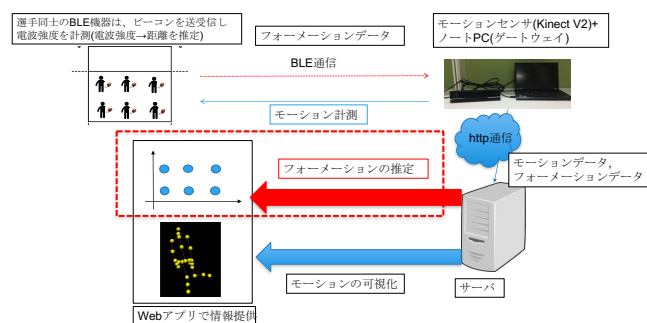 選手同士のBLE機器は、ビーコンを送受信し
電波強度を計測(電波強度→距離を推定)
フォーメーションデータ
モーションセンサ(Kinect V2)+
ノートPC(ゲートウェイ)
BLE通信
モーション計測
http通信
モーションデータ,
フォーメーションデータ
フォーメーションの推定
モーションの可視化
サーバ
Webアプリで情報提供